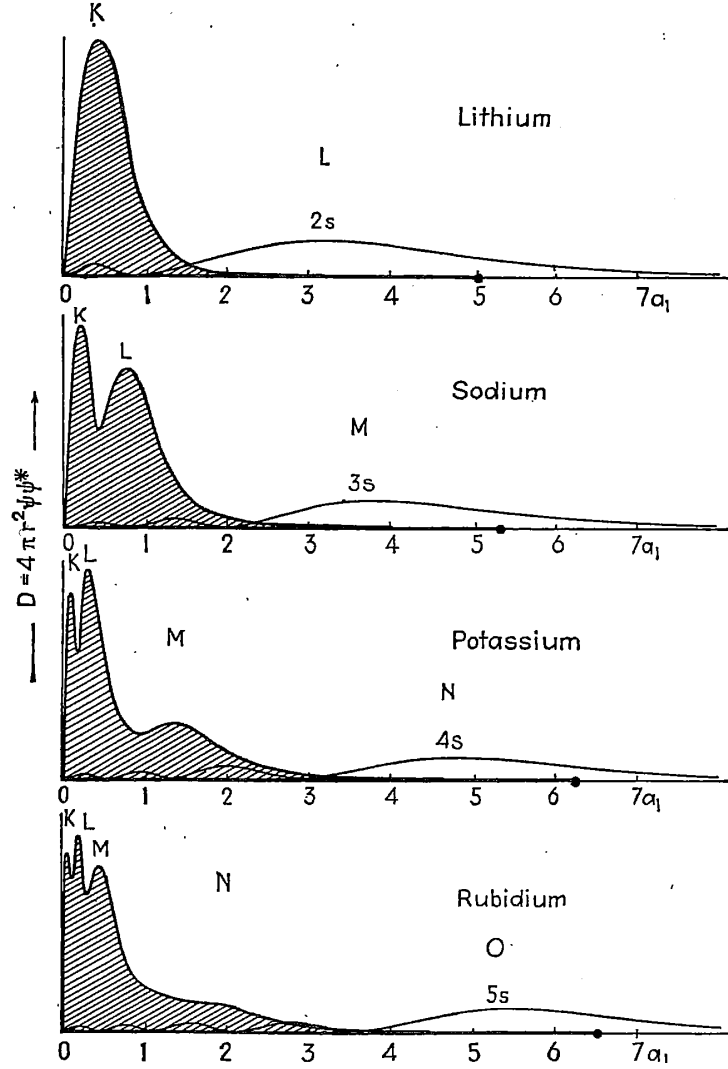 K
Lithium
L
2s
0 1 2 3 4 5 6 7a₁
K
L
Sodium
M
3s
0 1 2 3 4 5 6 7a₁
D = 4πr²ψψ*
K L
M
Potassium
N
4s
0 1 2 3 4 5 6 7a₁
K L
M
N
Rubidium
O
5s
0 1 2 3 4 5 6 7a₁